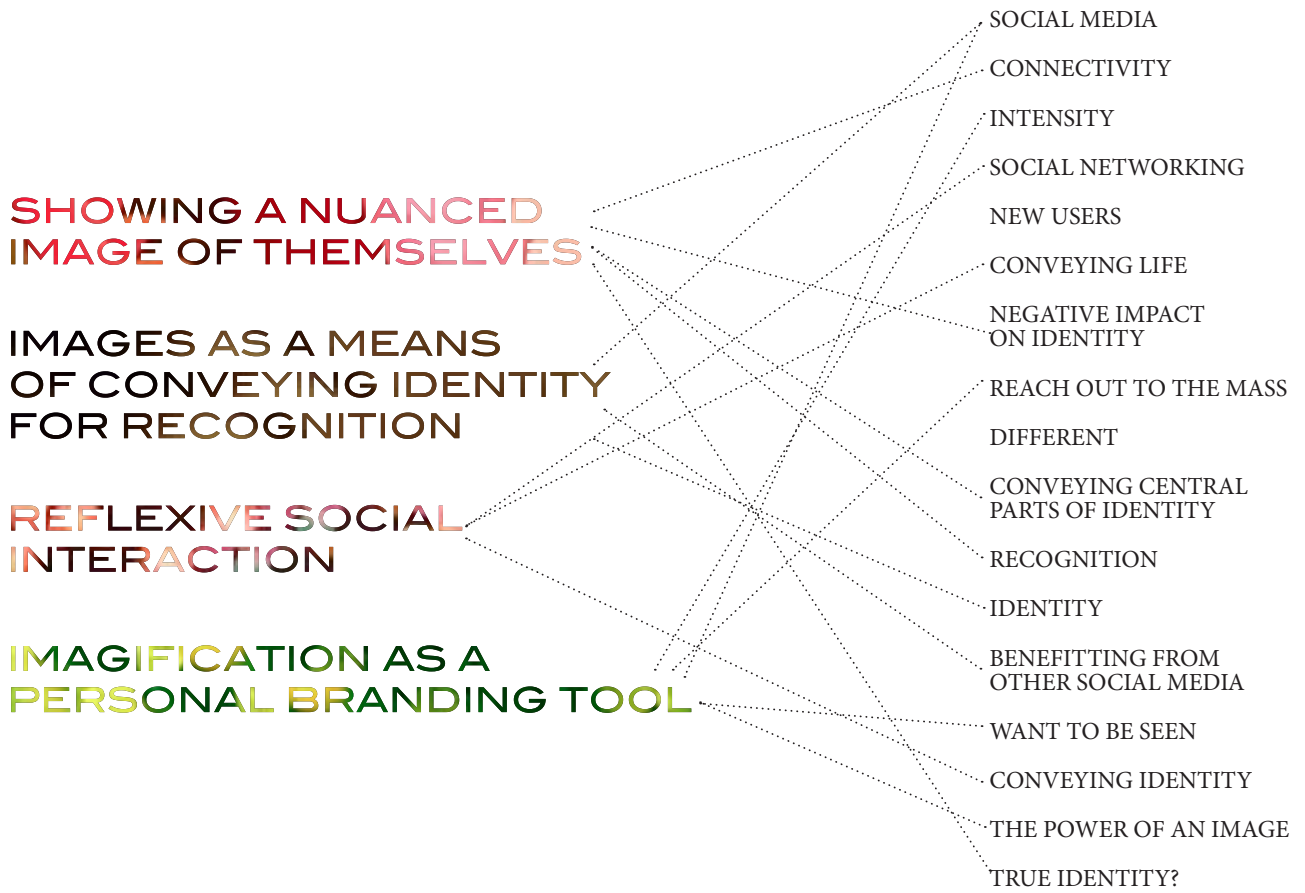 SHOWING A NUANCED
IMAGE OF THEMSELVES
IMAGES AS A MEANS
OF CONVEYING IDENTITY
FOR RECOGNITION
REFLEXIVE SOCIAL
INTERACTION
IMAGIFICATION AS A
PERSONAL BRANDING TOOL
SOCIAL MEDIA
CONNECTIVITY
INTENSITY
SOCIAL NETWORKING
NEW USERS
CONVEYING LIFE
NEGATIVE IMPACT
ON IDENTITY
REACH OUT TO THE MASS
DIFFERENT
CONVEYING CENTRAL
PARTS OF IDENTITY
RECOGNITION
IDENTITY
BENEFITTING FROM
OTHER SOCIAL MEDIA
WANT TO BE SEEN
CONVEYING IDENTITY
THE POWER OF AN IMAGE
TRUE IDENTITY?